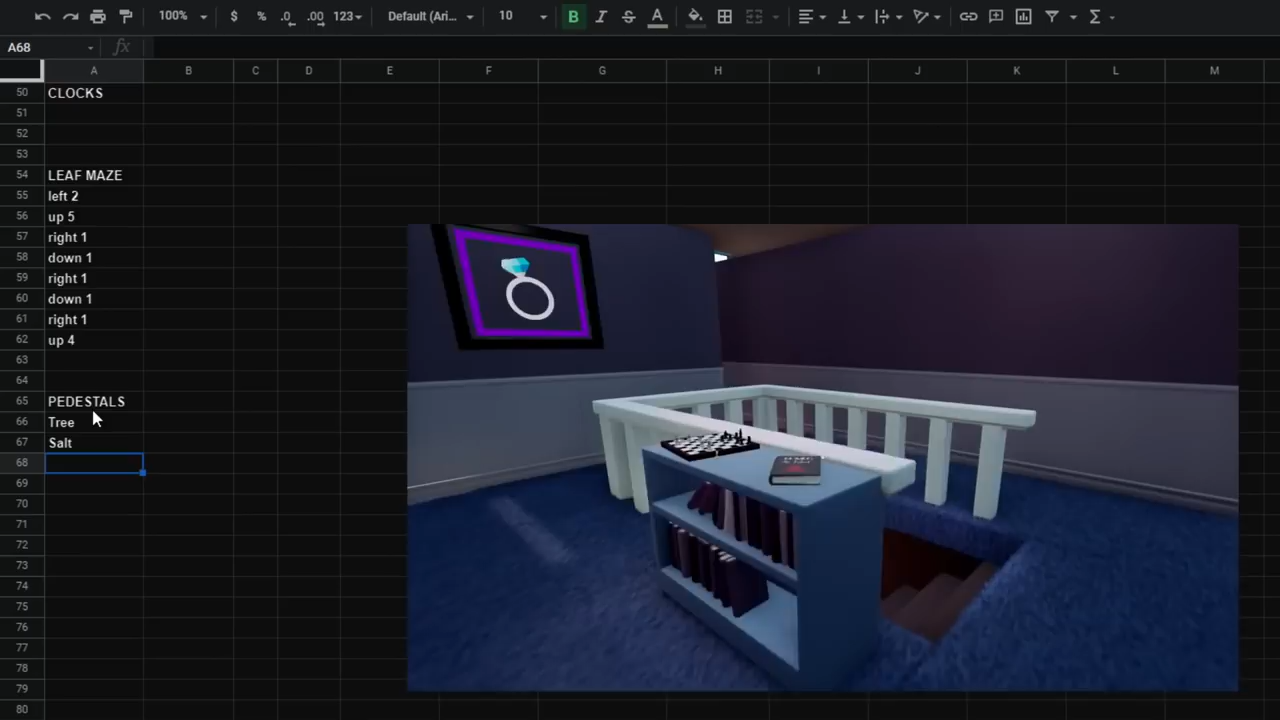 100% $ % .0 .00 123 Default (Ari... 10 B I S A Σ
A68 fx
A B C D E F G H I J K L M
50 CLOCKS
51
52
53
54 LEAF MAZE
55 left 2
56 up 5
57 right 1
58 down 1
59 right 1
60 down 1
61 right 1
62 up 4
63
64
65 PEDESTALS
66 Tree
67 Salt
68
69
70
71
72
73
74
75
76
77
78
79
80